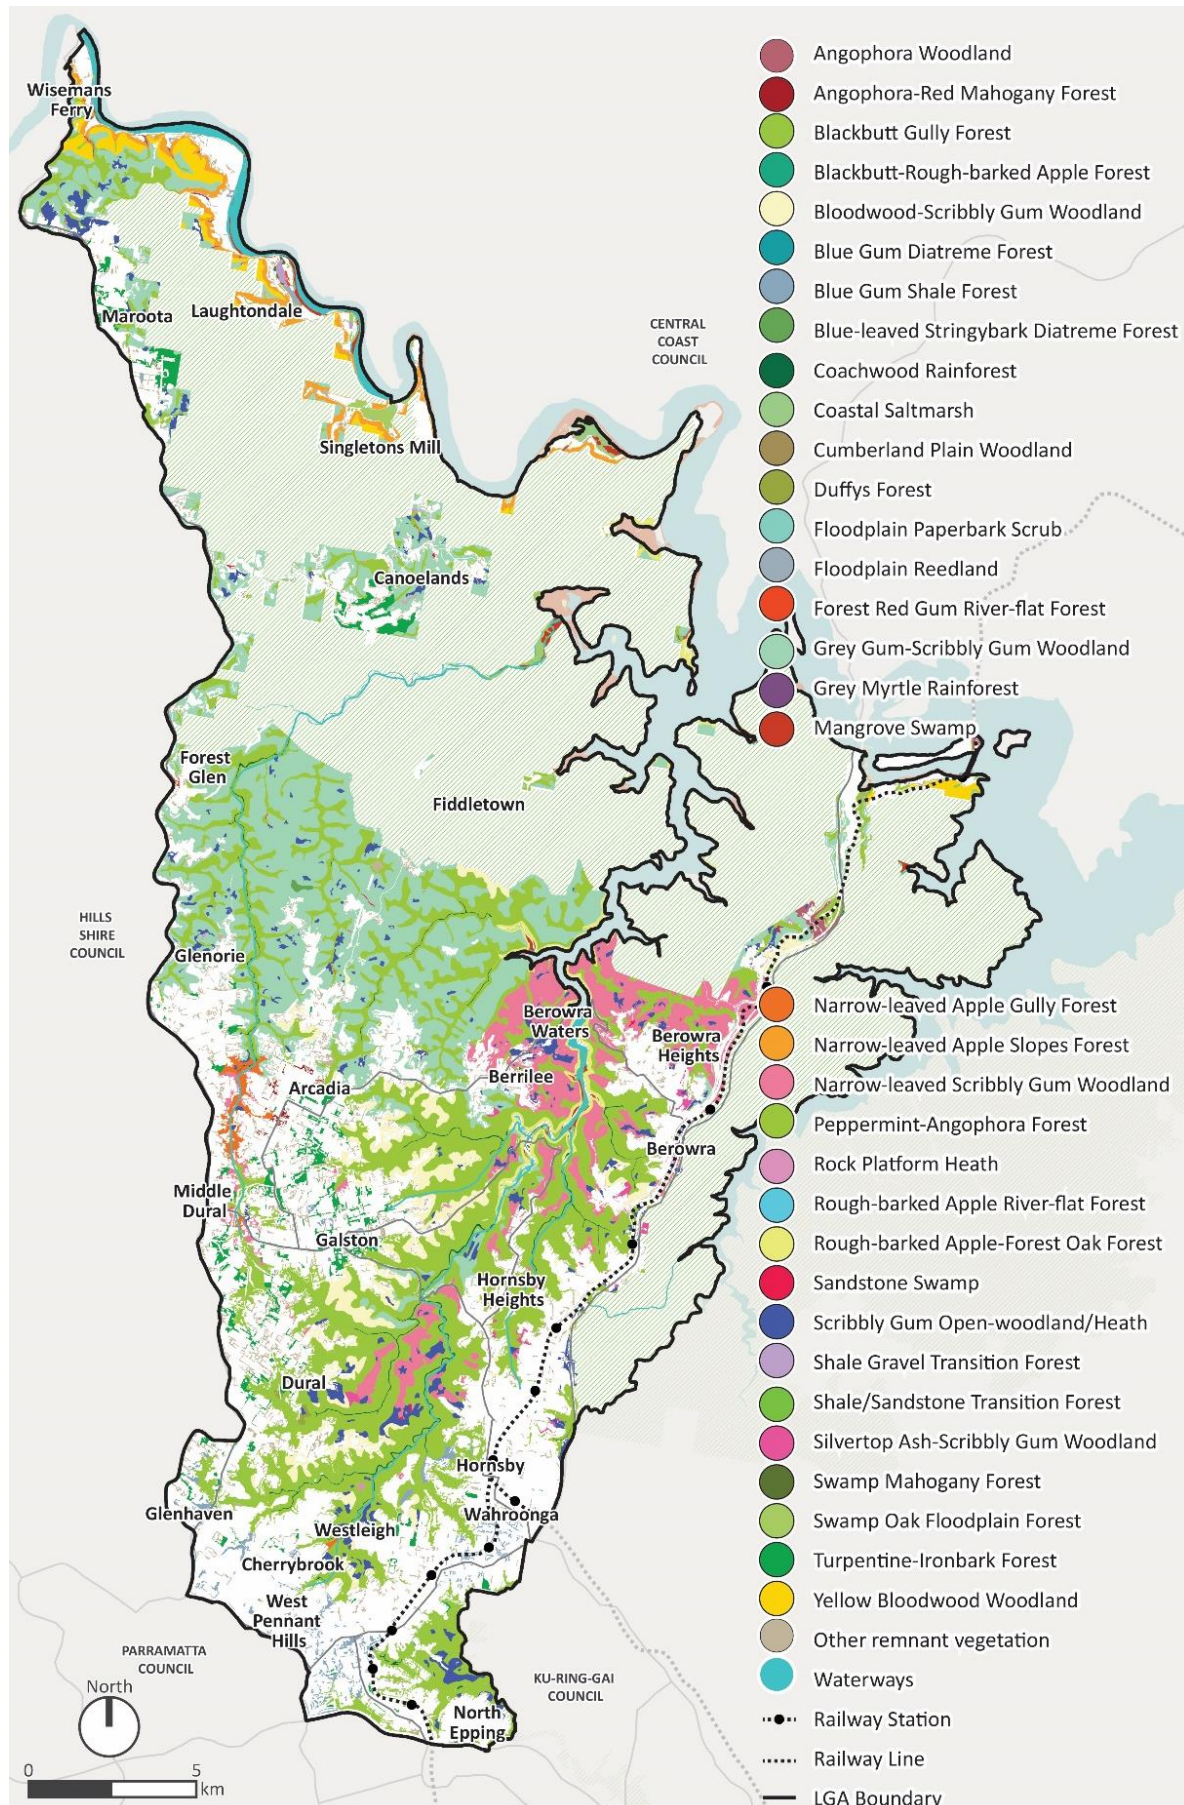 Wisemans
Ferry
Maroota
Laughtondale
Singletons Mill
CENTRAL
COAST
COUNCIL
Canoelands
Forest
Glen
Fiddletown
HILLS
SHIRE
COUNCIL
Glenorie
Berowra
Waters
Berowra
Heights
Berrilee
Arcadia
Berowra
Middle
Dural
Galston
Hornsby
Heights
Dural
Hornsby
Glenhaven
Wahroonga
Westleigh
Cherrybrook
West
Pennant
Hills
PARRAMATTA
COUNCIL
KU-RING-GAI
COUNCIL
North
Epping
North
0
5
km
Angophora Woodland
Angophora-Red Mahogany Forest
Blackbutt Gully Forest
Blackbutt-Rough-barked Apple Forest
Bloodwood-Scribbly Gum Woodland
Blue Gum Diatreme Forest
Blue Gum Shale Forest
Blue-leaved Stringybark Diatreme Forest
Coachwood Rainforest
Coastal Saltmarsh
Cumberland Plain Woodland
Duffys Forest
Floodplain Paperbark Scrub
Floodplain Reedland
Forest Red Gum River-flat Forest
Grey Gum-Scribbly Gum Woodland
Grey Myrtle Rainforest
Mangrove Swamp
Narrow-leaved Apple Gully Forest
Narrow-leaved Apple Slopes Forest
Narrow-leaved Scribbly Gum Woodland
Peppermint-Angophora Forest
Rock Platform Heath
Rough-barked Apple River-flat Forest
Rough-barked Apple-Forest Oak Forest
Sandstone Swamp
Scribbly Gum Open-woodland/Heath
Shale Gravel Transition Forest
Shale/Sandstone Transition Forest
Silvertop Ash-Scribbly Gum Woodland
Swamp Mahogany Forest
Swamp Oak Floodplain Forest
Turpentine-Ironbark Forest
Yellow Bloodwood Woodland
Other remnant vegetation
Waterways
Railway Station
Railway Line
LGA Boundary